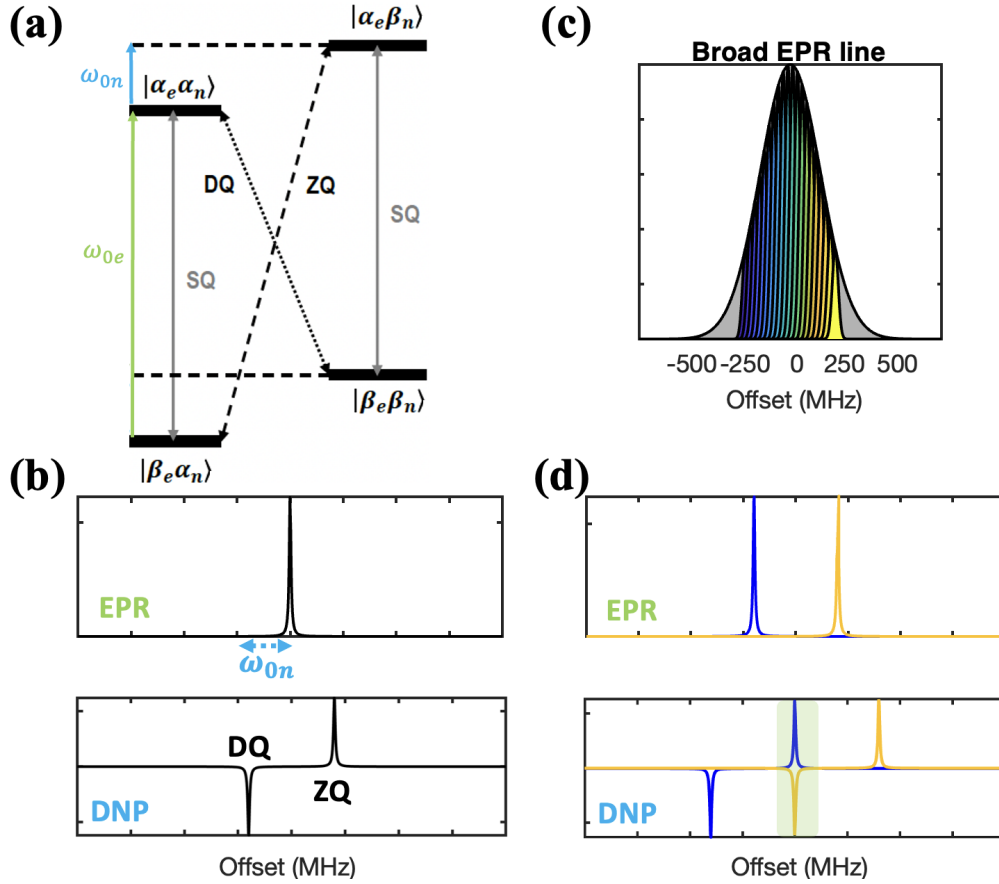 (a)
|αₑβₙ⟩
ω₀ₙ
|αₑαₙ⟩
DQ
ZQ
SQ
ω₀ₑ
SQ
|βₑβₙ⟩
|βₑαₙ⟩
(b)
EPR
ω₀ₙ
DQ
ZQ
DNP
Offset (MHz)
(c)
Broad EPR line
-500 -250 0 250 500
Offset (MHz)
(d)
EPR
DNP
Offset (MHz)